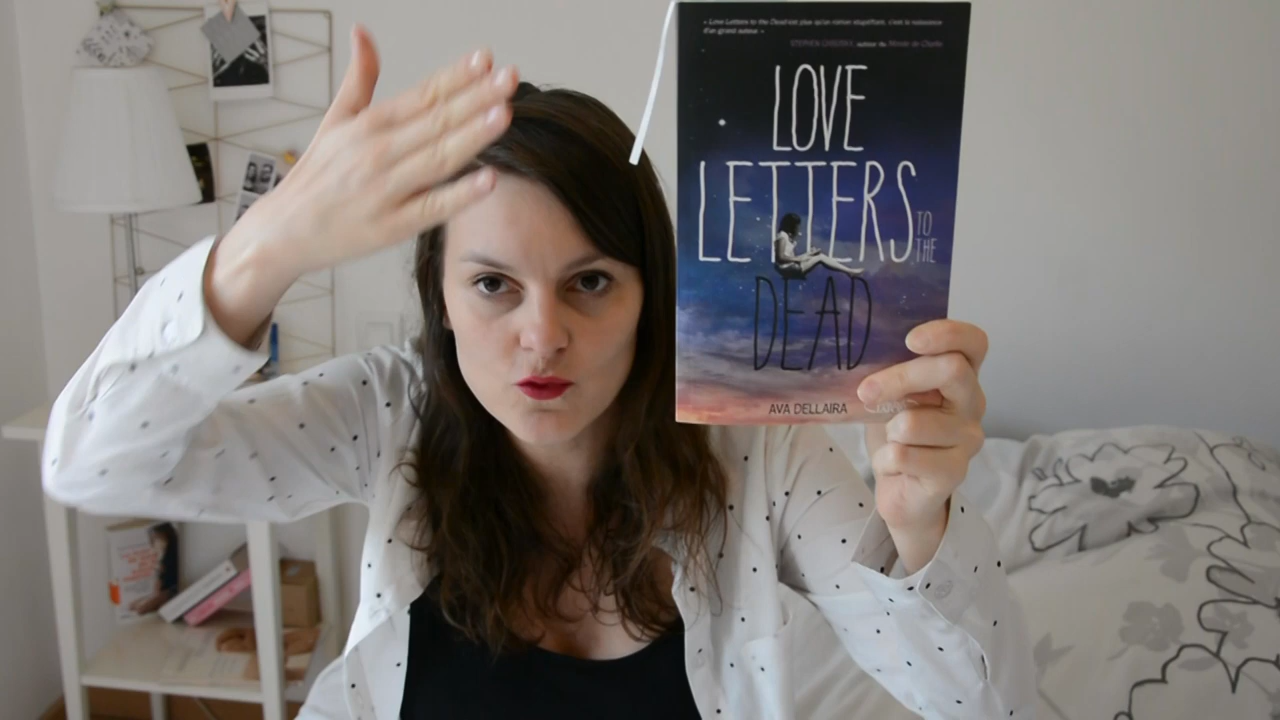 « Love Letters to the Dead est plus qu'un roman stupéfiant, c'est la naissance
d'un grand auteur. »
STEPHEN CHBOSKY, auteur du Monde de Charlie
LOVE
LETTERS
TO
THE
DEAD
AVA DELLAIRA